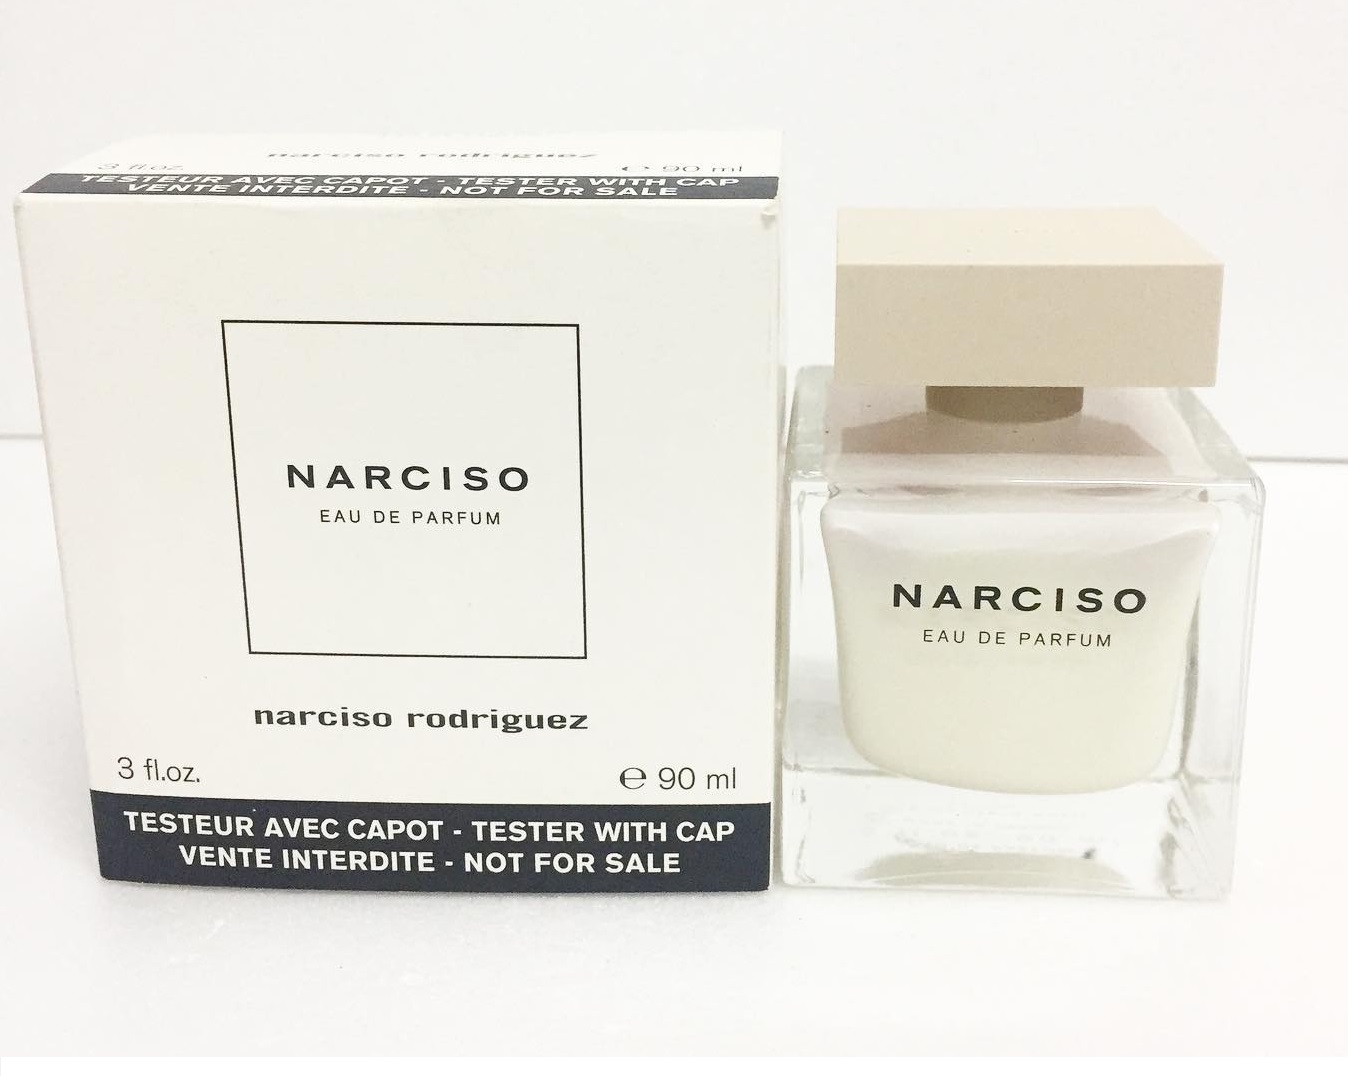 narciso rodriguez
3 fl.oz. ℮ 90 ml
TESTEUR AVEC CAPOT - TESTER WITH CAP
VENTE INTERDITE - NOT FOR SALE
NARCISO
EAU DE PARFUM
narciso rodriguez
3 fl.oz. ℮ 90 ml
TESTEUR AVEC CAPOT - TESTER WITH CAP
VENTE INTERDITE - NOT FOR SALE
NARCISO
EAU DE PARFUM